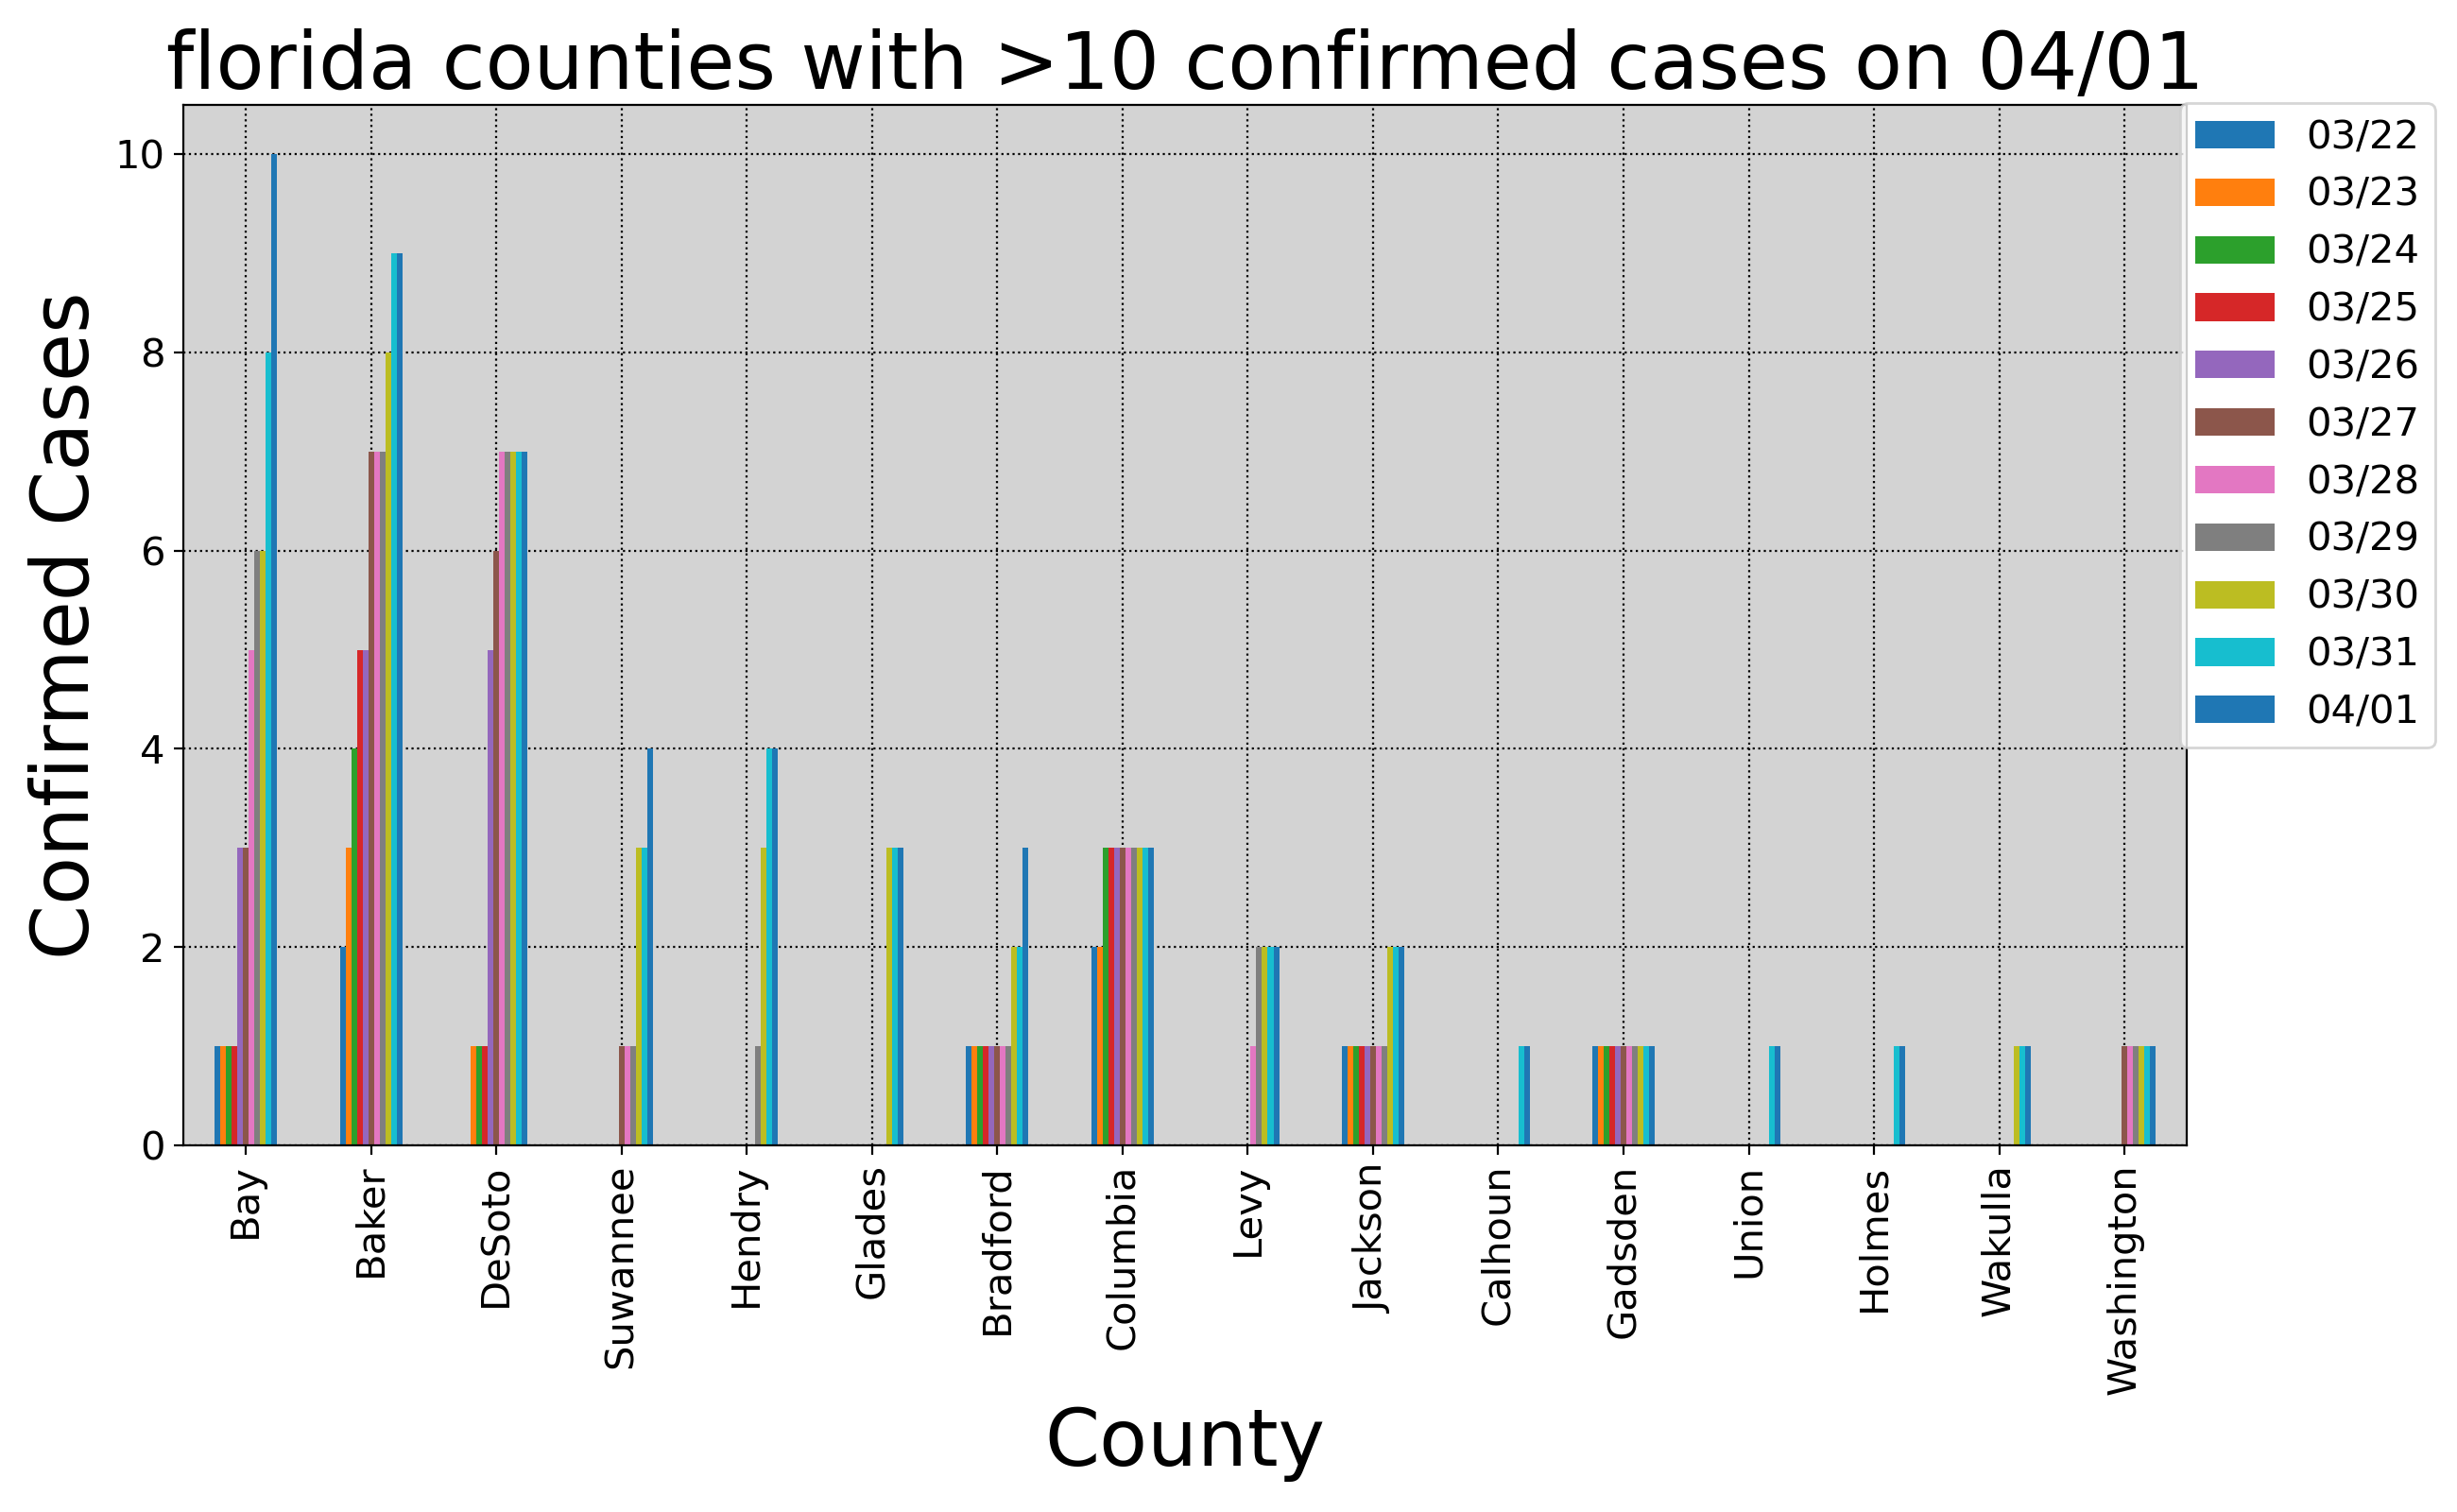 florida counties with >10 confirmed cases on 04/01
Confirmed Cases
10
8
6
4
2
0
03/22
03/23
03/24
03/25
03/26
03/27
03/28
03/29
03/30
03/31
04/01
Bay
Baker
DeSoto
Suwannee
Hendry
Glades
Bradford
Columbia
Levy
Jackson
Calhoun
Gadsden
Union
Holmes
Wakulla
Washington
County